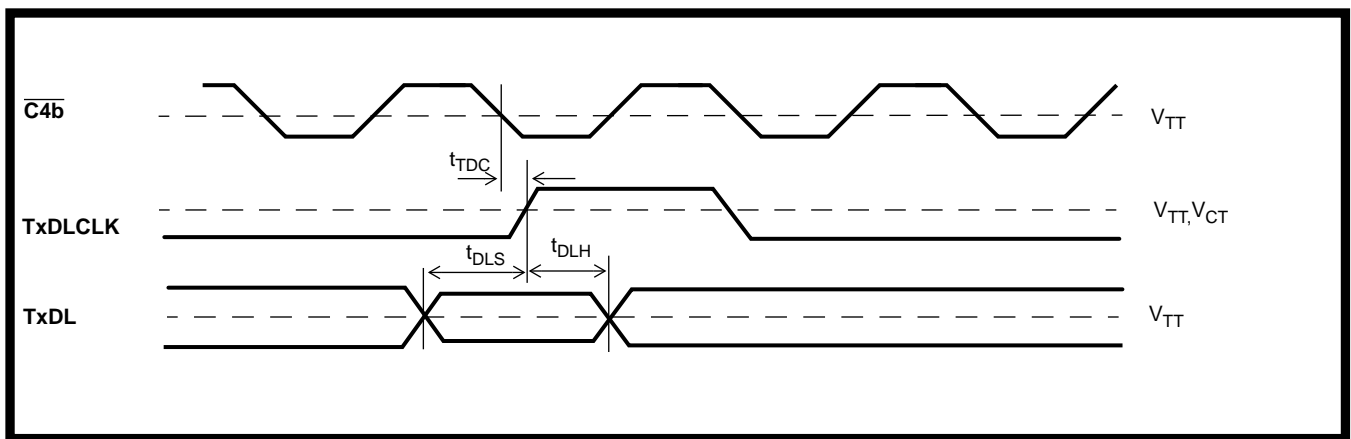 C4b
V_TT
t_TDC
TxDLCLK
V_TT,V_CT
t_DLS
t_DLH
TxDL
V_TT